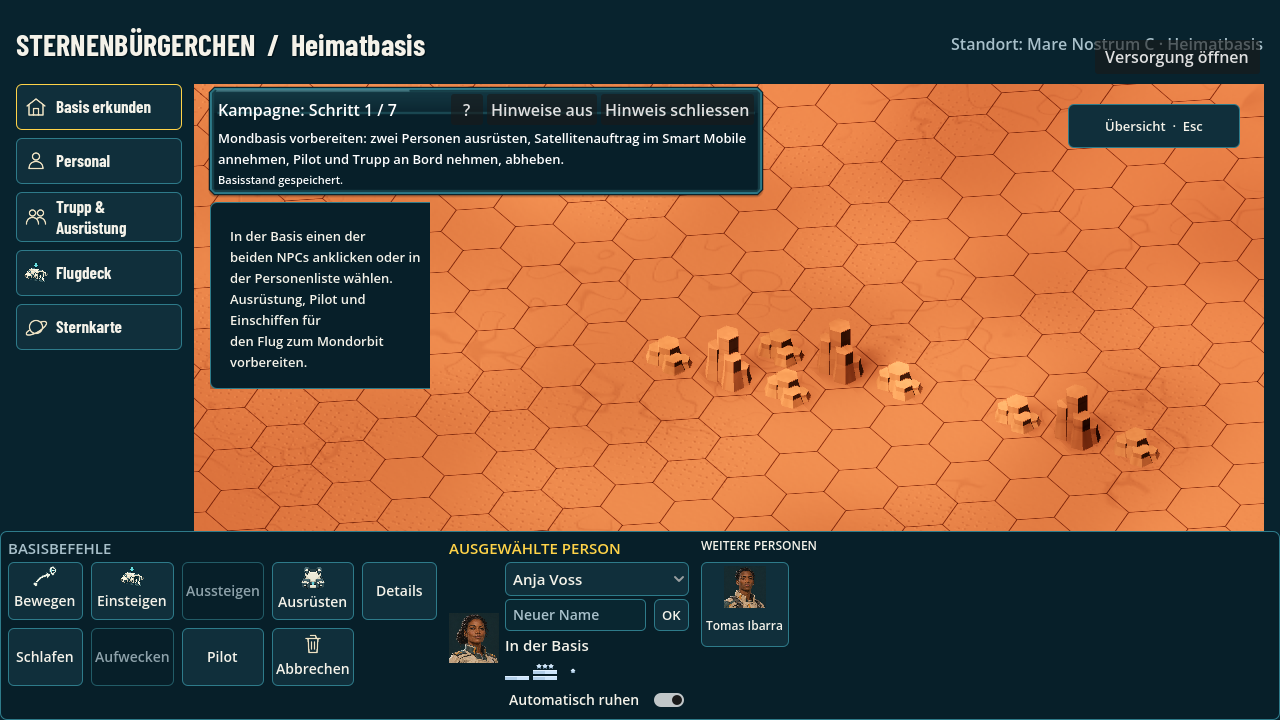 STERNENBÜRGERCHEN / Heimatbasis
Standort: Mare Nostrum C · Heimatbasis
Versorgung öffnen
Basis erkunden
Personal
Trupp &
Ausrüstung
Flugdeck
Sternkarte
Kampagne: Schritt 1 / 7
?
Hinweise aus
Hinweis schliessen
Mondbasis vorbereiten: zwei Personen ausrüsten, Satellitenauftrag im Smart Mobile
annehmen, Pilot und Trupp an Bord nehmen, abheben.
Basisstand gespeichert.
Übersicht · Esc
In der Basis einen der
beiden NPCs anklicken oder in
der Personenliste wählen.
Ausrüstung, Pilot und
Einschiffen für
den Flug zum Mondorbit
vorbereiten.
BASISBEFEHLE
Bewegen
Einsteigen
Aussteigen
Ausrüsten
Details
Schlafen
Aufwecken
Pilot
Abbrechen
AUSGEWÄHLTE PERSON
Anja Voss
Neuer Name
OK
In der Basis
Automatisch ruhen
WEITERE PERSONEN
Tomas Ibarra